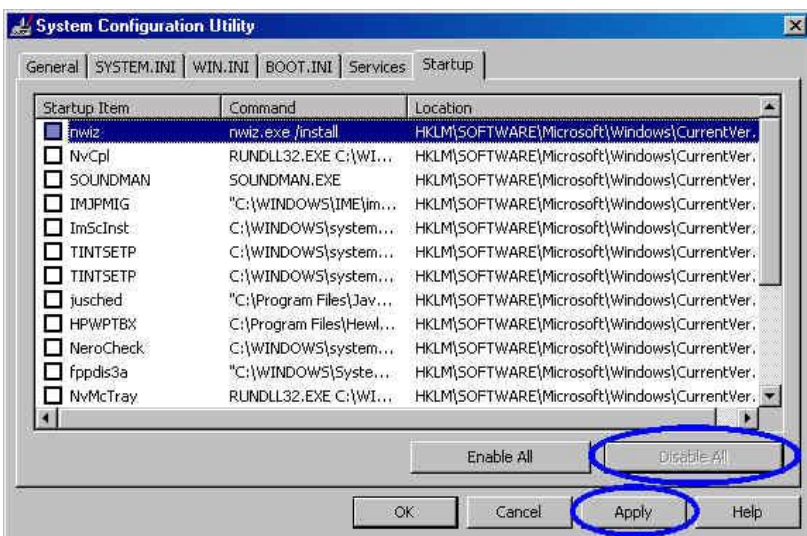 System Configuration Utility
General SYSTEM.INI WIN.INI BOOT.INI Services Startup
Startup Item Command Location
nwiz nwiz.exe /install HKLM\SOFTWARE\Microsoft\Windows\CurrentVer.
NvCpl RUNDLL32.EXE C:\WI... HKLM\SOFTWARE\Microsoft\Windows\CurrentVer.
SOUNDMAN SOUNDMAN.EXE HKLM\SOFTWARE\Microsoft\Windows\CurrentVer.
IMJPMIG "C:\WINDOWS\IME\im... HKLM\SOFTWARE\Microsoft\Windows\CurrentVer.
ImScInst C:\WINDOWS\system... HKLM\SOFTWARE\Microsoft\Windows\CurrentVer.
TINTSETP C:\WINDOWS\system... HKLM\SOFTWARE\Microsoft\Windows\CurrentVer.
TINTSETP C:\WINDOWS\system... HKLM\SOFTWARE\Microsoft\Windows\CurrentVer.
jusched "C:\Program Files\Jav... HKLM\SOFTWARE\Microsoft\Windows\CurrentVer.
HPWPTBX C:\Program Files\Hewl... HKLM\SOFTWARE\Microsoft\Windows\CurrentVer.
NeroCheck C:\WINDOWS\system... HKLM\SOFTWARE\Microsoft\Windows\CurrentVer.
fppdis3a "C:\WINDOWS\Syste... HKLM\SOFTWARE\Microsoft\Windows\CurrentVer.
NvMcTray RUNDLL32.EXE C:\WI... HKLM\SOFTWARE\Microsoft\Windows\CurrentVer.
Enable All Disable All
OK Cancel Apply Help